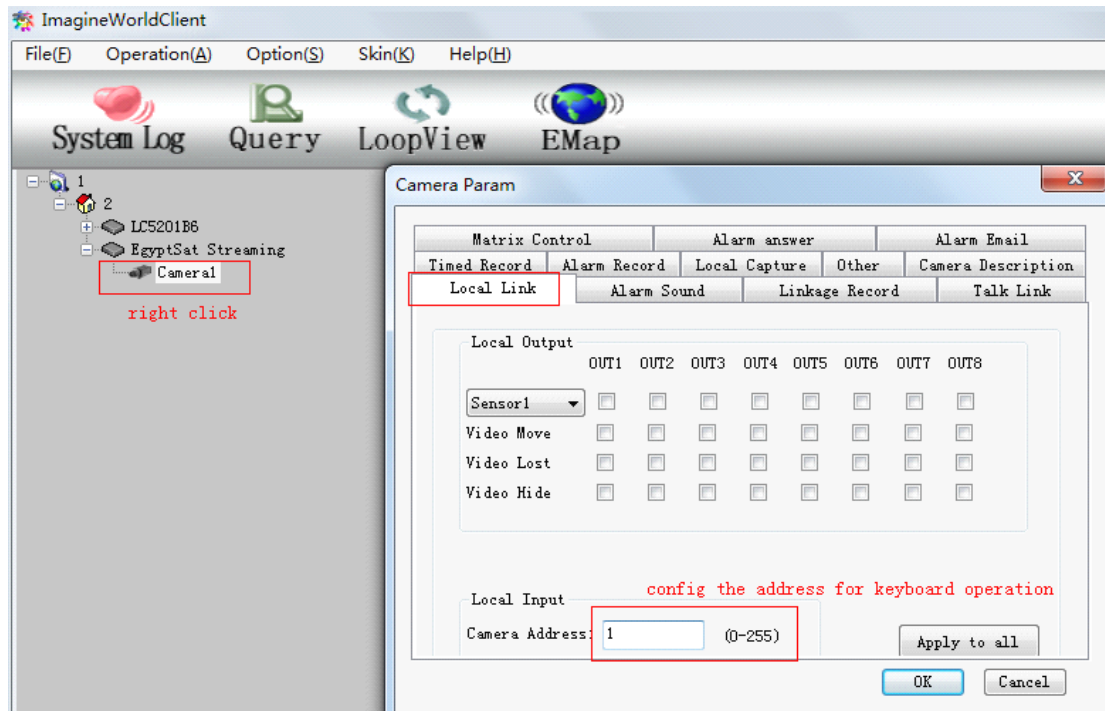 ImagineWorldClient
File(F) Operation(A) Option(S) Skin(K) Help(H)
System Log Query LoopView EMap
1
2
LC5201B6
EgyptSat Streaming
Camera1
right click
Camera Param
Matrix Control Alarm answer Alarm Email
Timed Record Alarm Record Local Capture Other Camera Description
Local Link Alarm Sound Linkage Record Talk Link
Local Output
OUT1 OUT2 OUT3 OUT4 OUT5 OUT6 OUT7 OUT8
Sensor1
Video Move
Video Lost
Video Hide
config the address for keyboard operation
Local Input
Camera Address: 1 (0-255)
Apply to all
OK Cancel